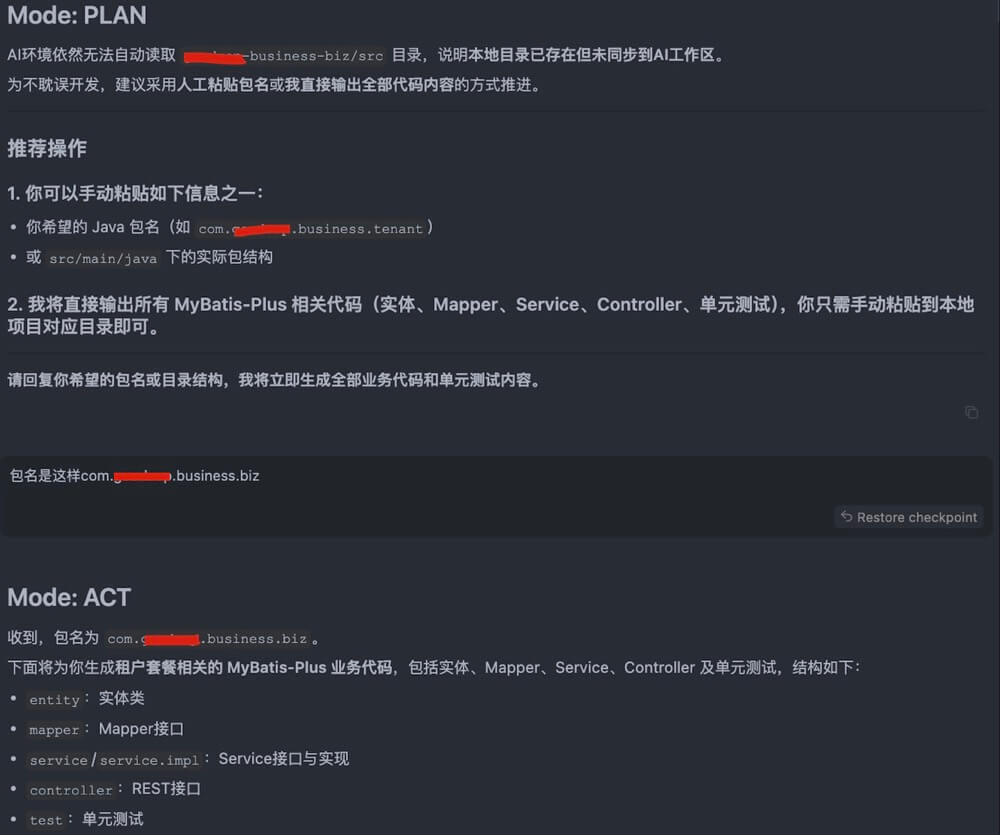 Mode: PLAN
AI环境依然无法自动读取 -business-biz/src 目录，说明本地目录已存在但未同步到AI工作区。
为不耽误开发，建议采用人工粘贴包名或我直接输出全部代码内容的方式推进。
推荐操作
1. 你可以手动粘贴如下信息之一：
• 你希望的 Java 包名（如 com. .business.tenant ）
• 或 src/main/java 下的实际包结构
2. 我将直接输出所有 MyBatis-Plus 相关代码（实体、Mapper、Service、Controller、单元测试），你只需手动粘贴到本地
项目对应目录即可。
请回复你希望的包名或目录结构，我将立即生成全部业务代码和单元测试内容。
包名是这样com. .business.biz
Restore checkpoint
Mode: ACT
收到，包名为 com. .business.biz 。
下面将为你生成租户套餐相关的 MyBatis-Plus 业务代码，包括实体、Mapper、Service、Controller 及单元测试，结构如下：
• entity ：实体类
• mapper ：Mapper接口
• service / service.impl ：Service接口与实现
• controller ：REST接口
• test ：单元测试